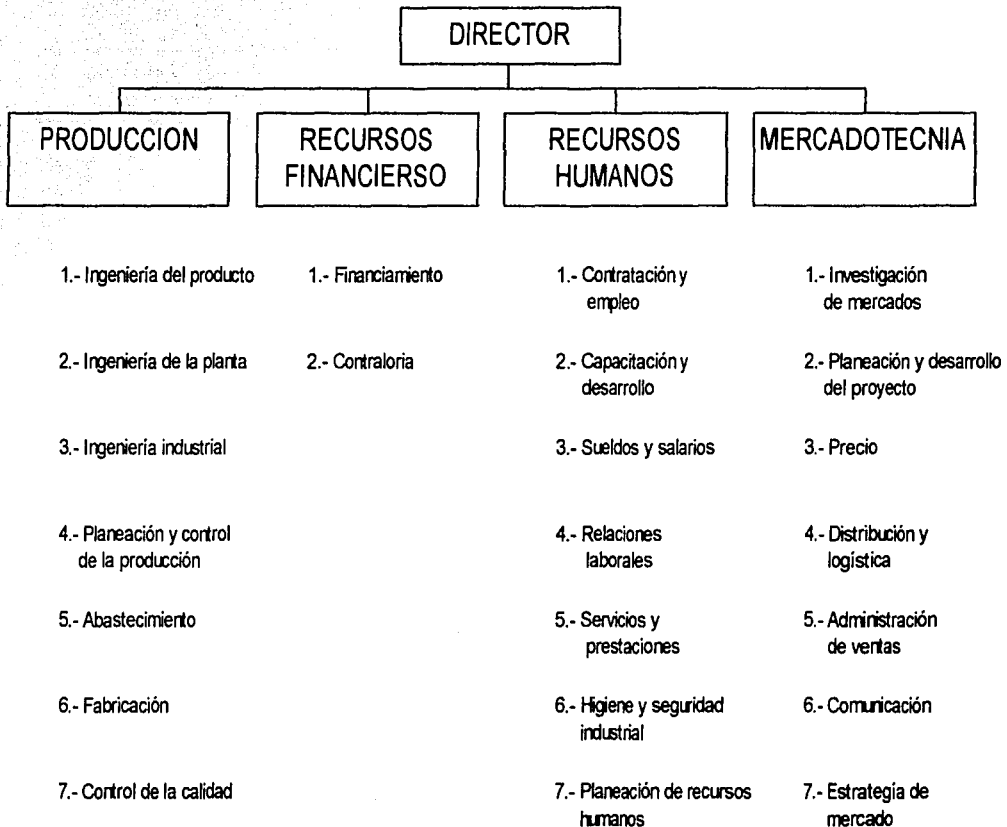 DIRECTOR
PRODUCCION
RECURSOS
FINANCIERSO
RECURSOS
HUMANOS
MERCADOTECNIA
1.- Ingeniería del producto
2.- Ingeniería de la planta
3.- Ingeniería industrial
4.- Planeación y control
de la producción
5.- Abastecimiento
6.- Fabricación
7.- Control de la calidad
1.- Financiamiento
2.- Contraloria
1.- Contratación y
empleo
2.- Capacitación y
desarrollo
3.- Sueldos y salarios
4.- Relaciones
laborales
5.- Servicios y
prestaciones
6.- Higiene y seguridad
industrial
7.- Planeación de recursos
humanos
1.- Investigación
de mercados
2.- Planeación y desarrollo
del proyecto
3.- Precio
4.- Distribución y
logística
5.- Administración
de ventas
6.- Comunicación
7.- Estrategía de
mercado